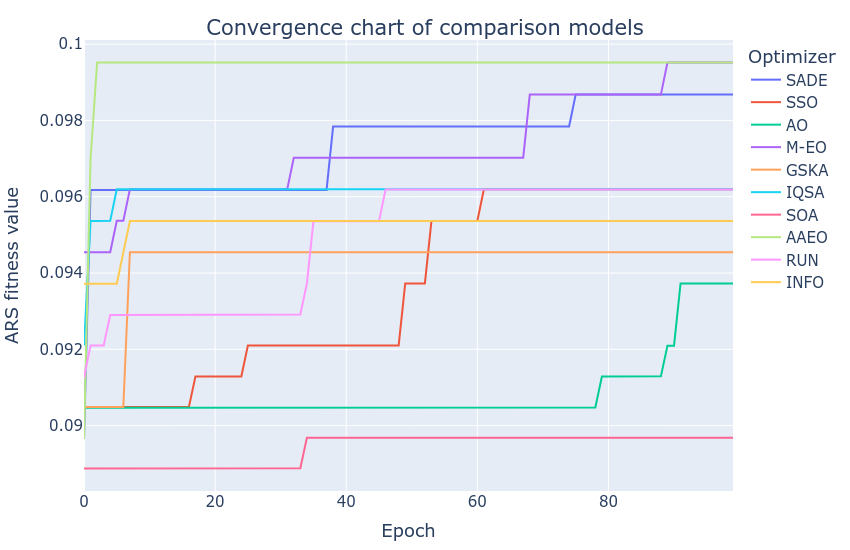 Convergence chart of comparison models
0.1
0.098
0.096
0.094
0.092
0.09
ARS fitness value
0 20 40 60 80
Epoch
Optimizer
SADE
SSO
AO
M-EO
GSKA
IQSA
SOA
AAEO
RUN
INFO